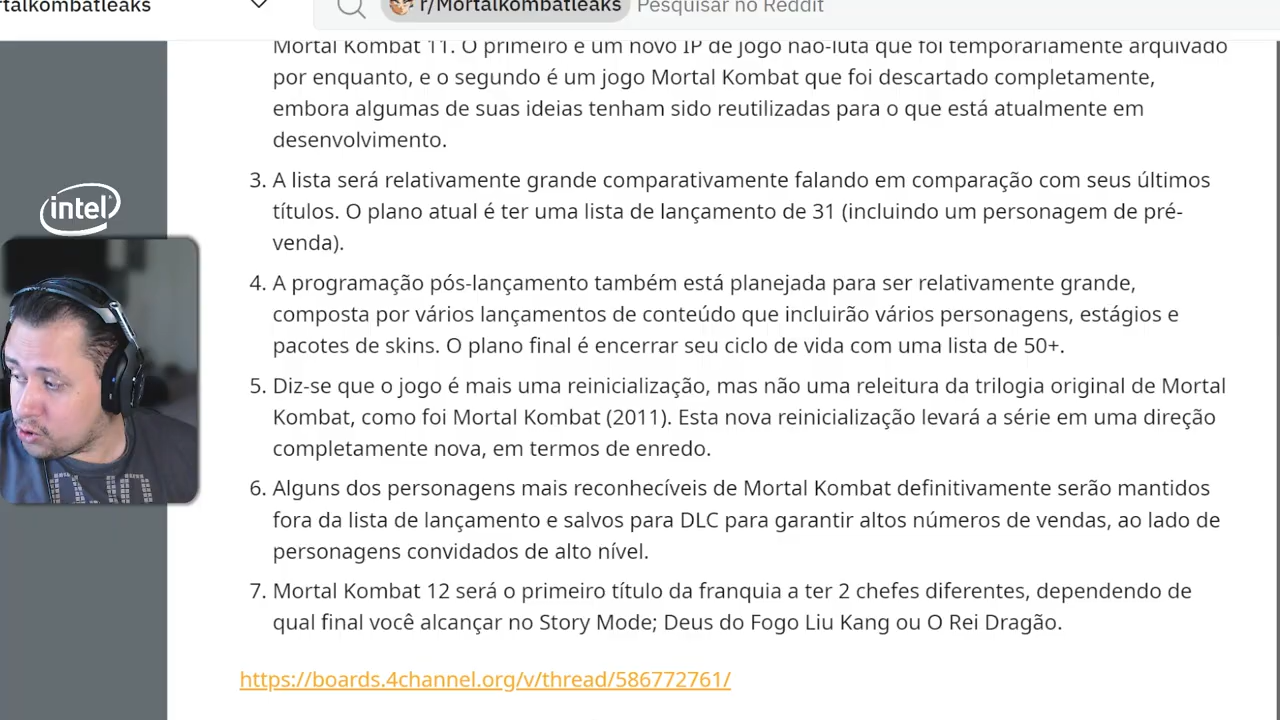 rtalkombatleaks
r/Mortalkombatleaks Pesquisar no Reddit
Mortal Kombat 11. O primeiro é um novo IP de jogo não-luta que foi temporariamente arquivado
por enquanto, e o segundo é um jogo Mortal Kombat que foi descartado completamente,
embora algumas de suas ideias tenham sido reutilizadas para o que está atualmente em
desenvolvimento.
3. A lista será relativamente grande comparativamente falando em comparação com seus últimos
títulos. O plano atual é ter uma lista de lançamento de 31 (incluindo um personagem de pré-
venda).
intel
4. A programação pós-lançamento também está planejada para ser relativamente grande,
composta por vários lançamentos de conteúdo que incluirão vários personagens, estágios e
pacotes de skins. O plano final é encerrar seu ciclo de vida com uma lista de 50+.
5. Diz-se que o jogo é mais uma reinicialização, mas não uma releitura da trilogia original de Mortal
Kombat, como foi Mortal Kombat (2011). Esta nova reinicialização levará a série em uma direção
completamente nova, em termos de enredo.
6. Alguns dos personagens mais reconhecíveis de Mortal Kombat definitivamente serão mantidos
fora da lista de lançamento e salvos para DLC para garantir altos números de vendas, ao lado de
personagens convidados de alto nível.
7. Mortal Kombat 12 será o primeiro título da franquia a ter 2 chefes diferentes, dependendo de
qual final você alcançar no Story Mode; Deus do Fogo Liu Kang ou O Rei Dragão.
https://boards.4channel.org/v/thread/586772761/